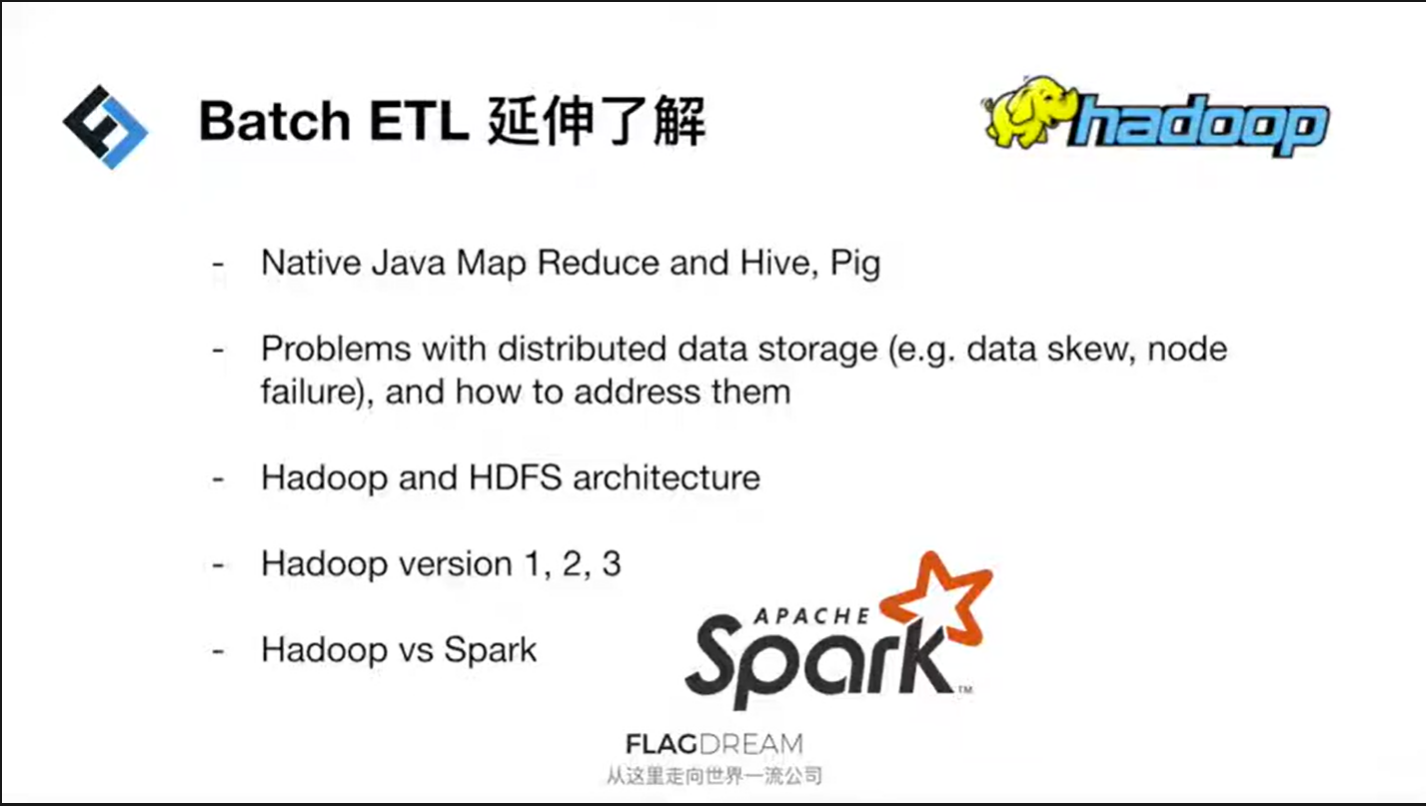 Batch ETL 延伸了解
hadoop
- Native Java Map Reduce and Hive, Pig
- Problems with distributed data storage (e.g. data skew, node
failure), and how to address them
- Hadoop and HDFS architecture
- Hadoop version 1, 2, 3
- Hadoop vs Spark
APACHE
Spark™
FLAGDREAM
从这里走向世界一流公司